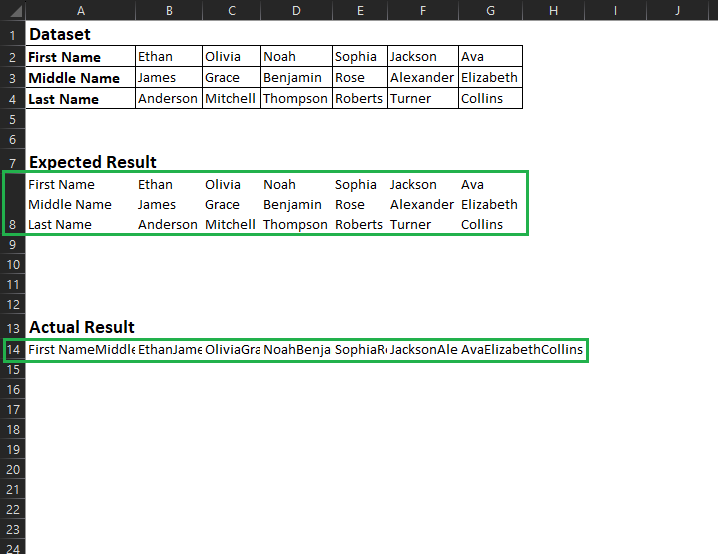 A B C D E F G H I J
1 Dataset
2 First Name Ethan Olivia Noah Sophia Jackson Ava
3 Middle Name James Grace Benjamin Rose Alexander Elizabeth
4 Last Name Anderson Mitchell Thompson Roberts Turner Collins
5
6
7 Expected Result
First Name Ethan Olivia Noah Sophia Jackson Ava
Middle Name James Grace Benjamin Rose Alexander Elizabeth
8 Last Name Anderson Mitchell Thompson Roberts Turner Collins
9
10
11
12
13 Actual Result
14 First NameMiddle EthanJame OliviaGra NoahBenja SophiaRo JacksonAle AvaElizabethCollins
15
16
17
18
19
20
21
22
23
24